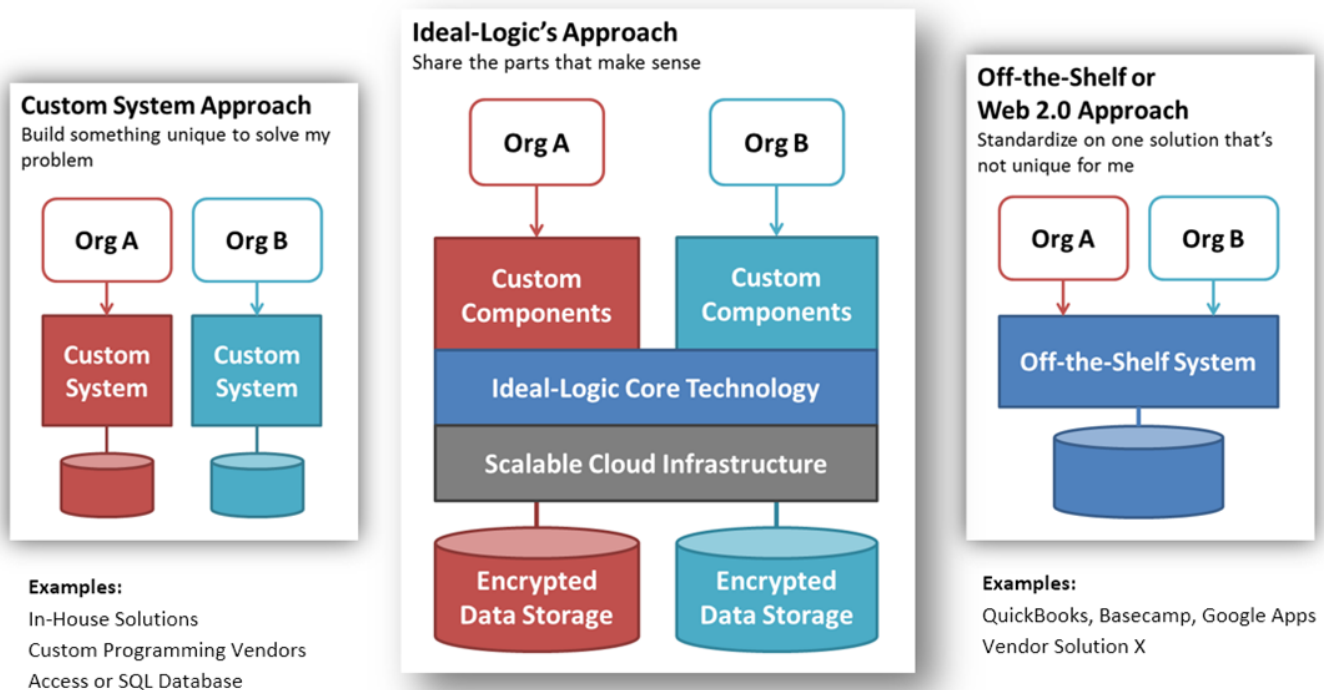 Custom System Approach
Build something unique to solve my
problem
Org A
Org B
Custom
System
Custom
System
Examples:
In-House Solutions
Custom Programming Vendors
Access or SQL Database
Ideal-Logic’s Approach
Share the parts that make sense
Org A
Org B
Custom
Components
Custom
Components
Ideal-Logic Core Technology
Scalable Cloud Infrastructure
Encrypted
Data Storage
Encrypted
Data Storage
Off-the-Shelf or
Web 2.0 Approach
Standardize on one solution that’s
not unique for me
Org A
Org B
Off-the-Shelf System
Examples:
QuickBooks, Basecamp, Google Apps
Vendor Solution X